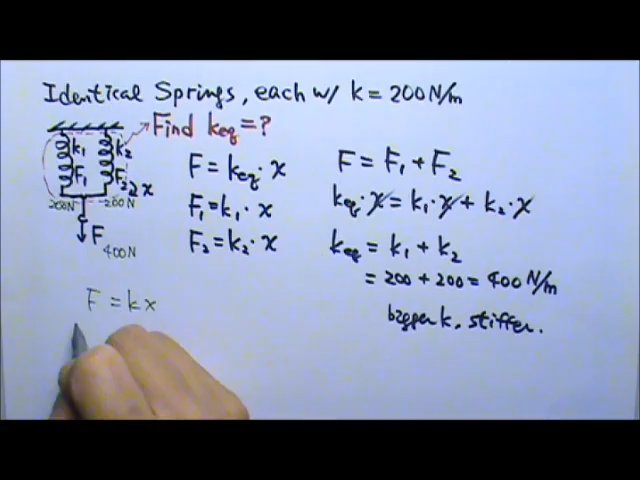 Identical Springs, each w/ k = 200 N/m
Find keq = ?
k1 k2
F1 F2 x
200N 200N
F
400N
F = keq · x
F1 = k1 · x
F2 = k2 · x
F = F1 + F2
keq · x = k1 · x + k2 · x
keq = k1 + k2
= 200 + 200 = 400 N/m
bigger k, stiffer.
F = kx